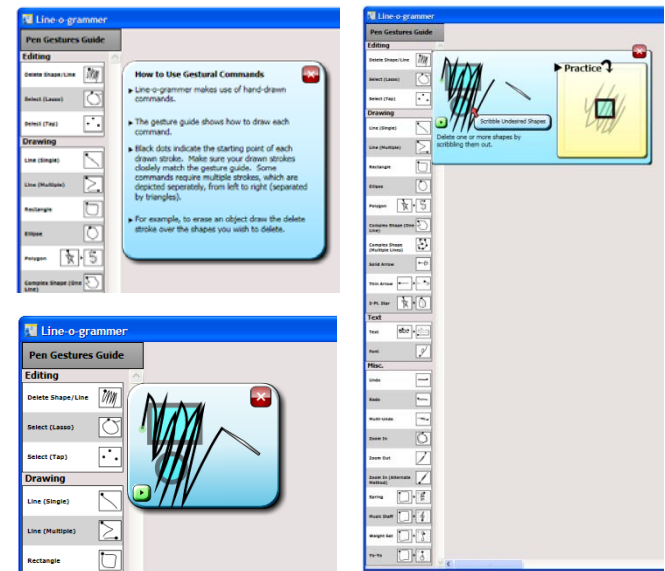 Line-o-grammer
Pen Gestures Guide
Editing
Delete Shape/Line
Select (Lasso)
Select (Tap)
Drawing
Line (Single)
Line (Multiple)
Rectangle
Ellipse
Polygon
Complex Shape (One
Line)
How to Use Gestural Commands
Line-o-grammer makes use of hand-drawn
commands.
The gesture guide shows how to draw each
command.
Black dots indicate the starting point of each
drawn stroke. Make sure your drawn strokes
closely match the gesture guide. Some
commands require multiple strokes, which are
depicted seperately, from left to right (separated
by triangles).
For example, to erase an object draw the delete
stroke over the shapes you wish to delete.
Line-o-grammer
Pen Gestures Guide
Editing
Delete Shape/Line
Select (Lasso)
Select (Tap)
Drawing
Line (Single)
Line (Multiple)
Rectangle
Ellipse
Polygon
Complex Shape (One
Line)
Complex Shape
(Multiple Lines)
Solid Arrow
Thin Arrow
5-Pt. Star
Text
Text
abc
Font
Misc.
Undo
Redo
Multi-Undo
Zoom In
Zoom Out
Zoom In (Alternate
Method)
Spring
Music Staff
Weight Set
Yo-Yo
Practice
Scribble Undesired Shapes
Delete one or more shapes by
scribbling them out.
Line-o-grammer
Pen Gestures Guide
Editing
Delete Shape/Line
Select (Lasso)
Select (Tap)
Drawing
Line (Single)
Line (Multiple)
Rectangle